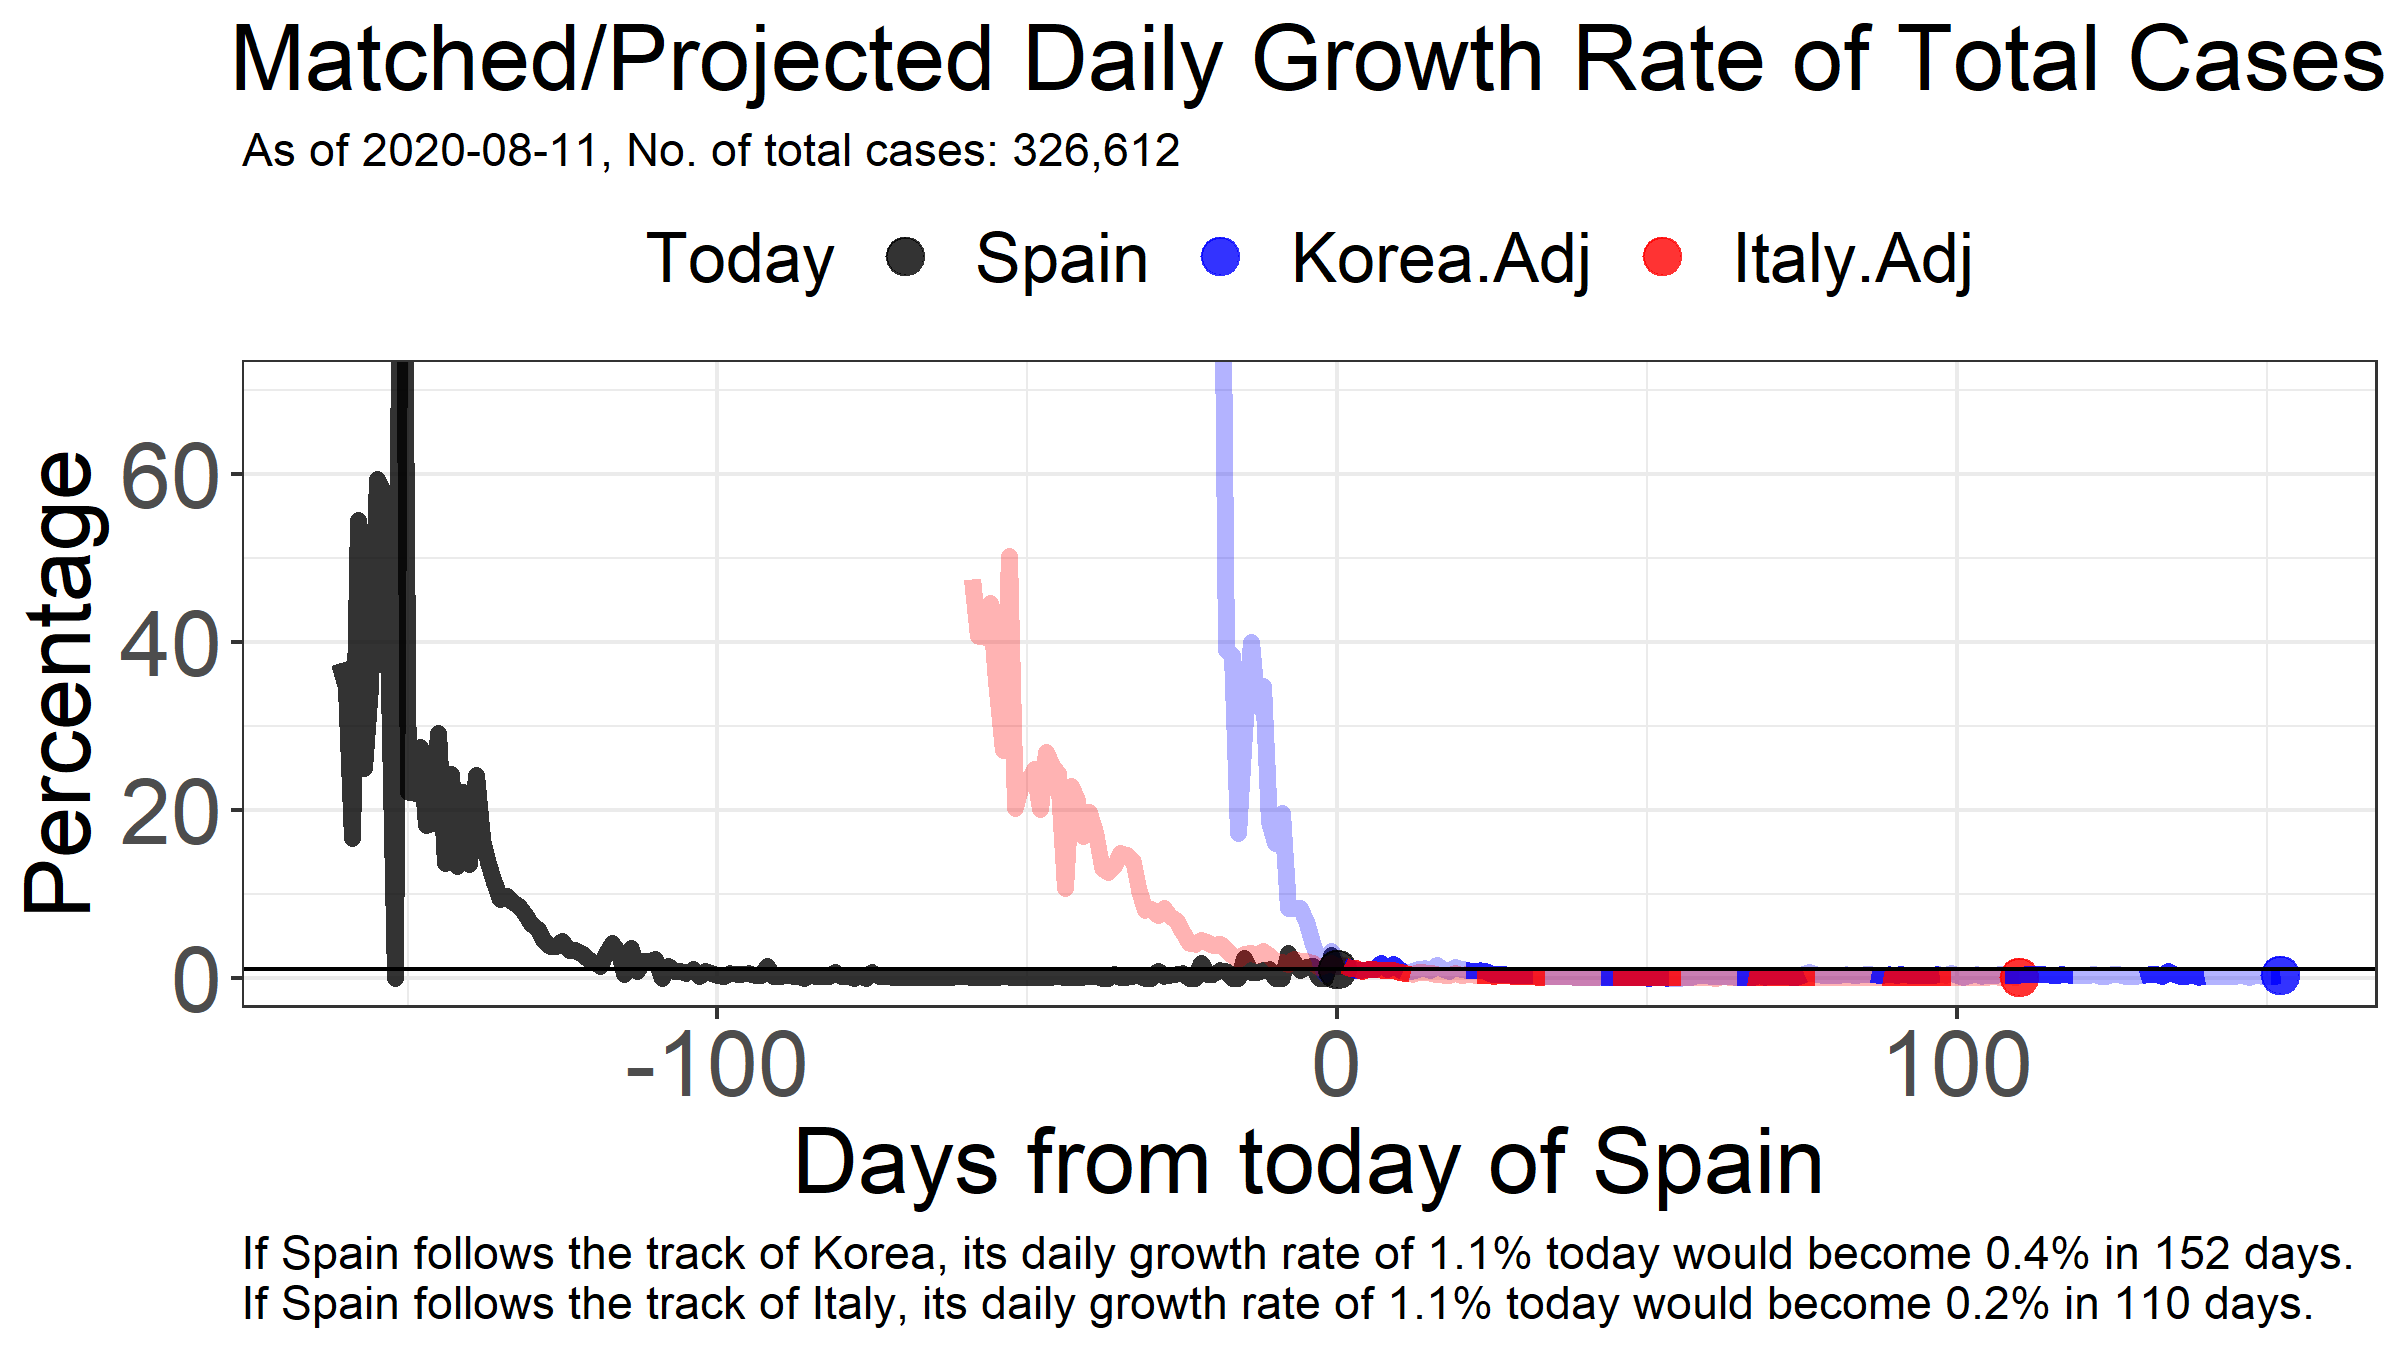 Matched/Projected Daily Growth Rate of Total Cases
As of 2020-08-11, No. of total cases: 326,612
Today Spain Korea.Adj Italy.Adj
Percentage
60
40
20
0
-100 0 100
Days from today of Spain
If Spain follows the track of Korea, its daily growth rate of 1.1% today would become 0.4% in 152 days.
If Spain follows the track of Italy, its daily growth rate of 1.1% today would become 0.2% in 110 days.